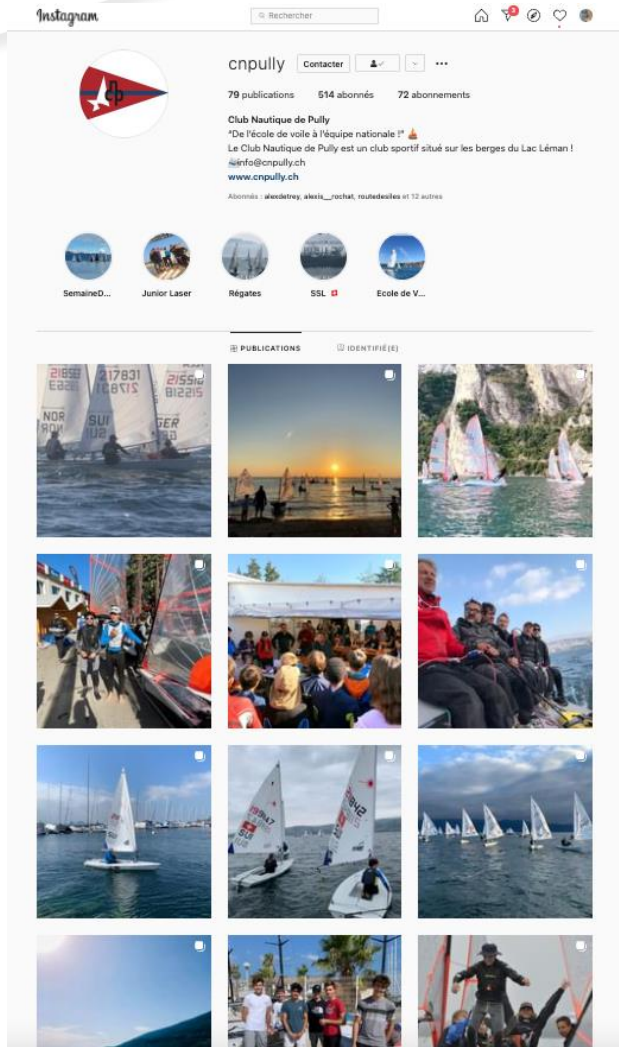 Instagram
Rechercher
3
cnpully Contacter
79 publications 514 abonnés 72 abonnements
Club Nautique de Pully
"De l'école de voile à l'équipe nationale !"
Le Club Nautique de Pully est un club sportif situé sur les berges du Lac Léman !
info@cnpully.ch
www.cnpully.ch
Abonnés : alexdetrey, alexis__rochat, routedesiles et 12 autres
SemaineD... Junior Laser Régates SSL Ecole de V...
PUBLICATIONS IDENTIFIÉ(E)
217831
NOR SUI GER
SUI